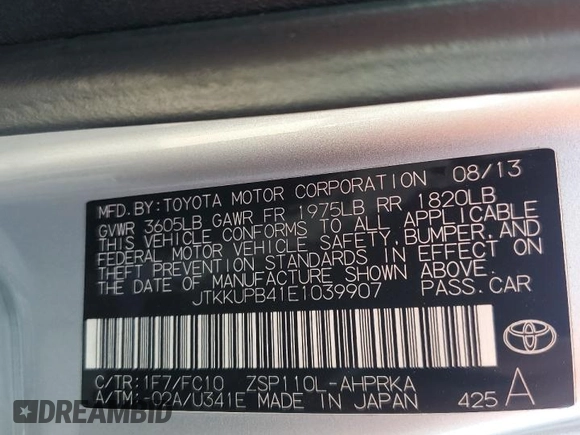 MFD. BY: TOYOTA MOTOR CORPORATION 08/13
GVWR 3605LB GAWR FR 1975LB RR 1820LB
THIS VEHICLE CONFORMS TO ALL APPLICABLE
FEDERAL MOTOR VEHICLE SAFETY, BUMPER, AND
THEFT PREVENTION STANDARDS IN EFFECT ON
THE DATE OF MANUFACTURE SHOWN ABOVE.
JTKKUPB41E1039907 PASS. CAR
TOYOTA
C/TR: 1F7/FC10 ZSP110L-AHPRKA
A/TM: 02A/U341E MADE IN JAPAN 425 A
DREAMBID